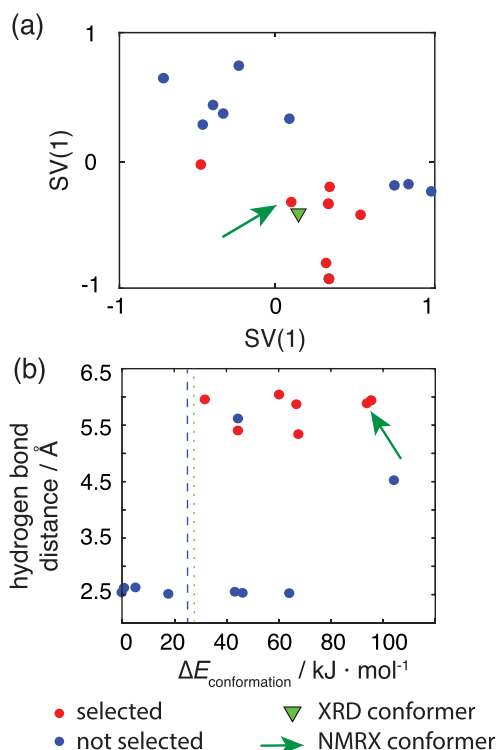 (a)
1
0
-1
SV(1)
-1
0
1
SV(1)
(b)
6.5
5.5
4.5
3.5
2.5
hydrogen bond
distance / Å
0
20
40
60
80
100
ΔEconformation / kJ · mol-1
selected
XRD conformer
not selected
NMRX conformer